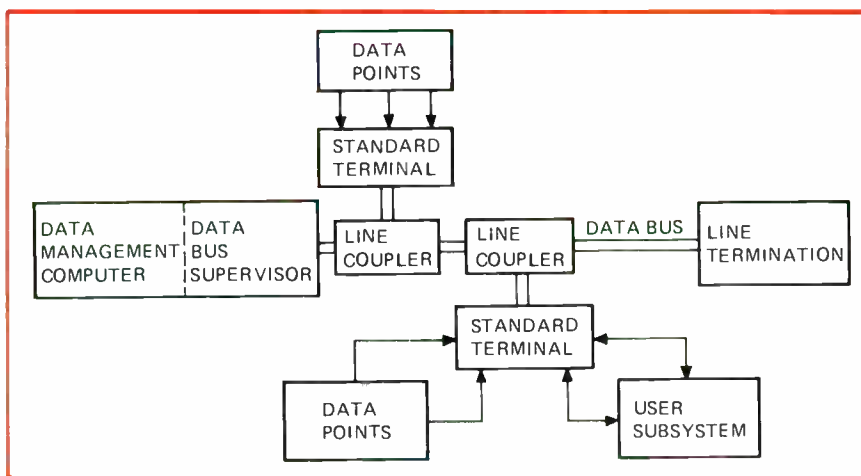 DATA
POINTS
STANDARD
TERMINAL
DATA
MANAGEMENT
COMPUTER
DATA
BUS
SUPERVISOR
LINE
COUPLER
LINE
COUPLER
DATA BUS
LINE
TERMINATION
STANDARD
TERMINAL
DATA
POINTS
USER
SUBSYSTEM